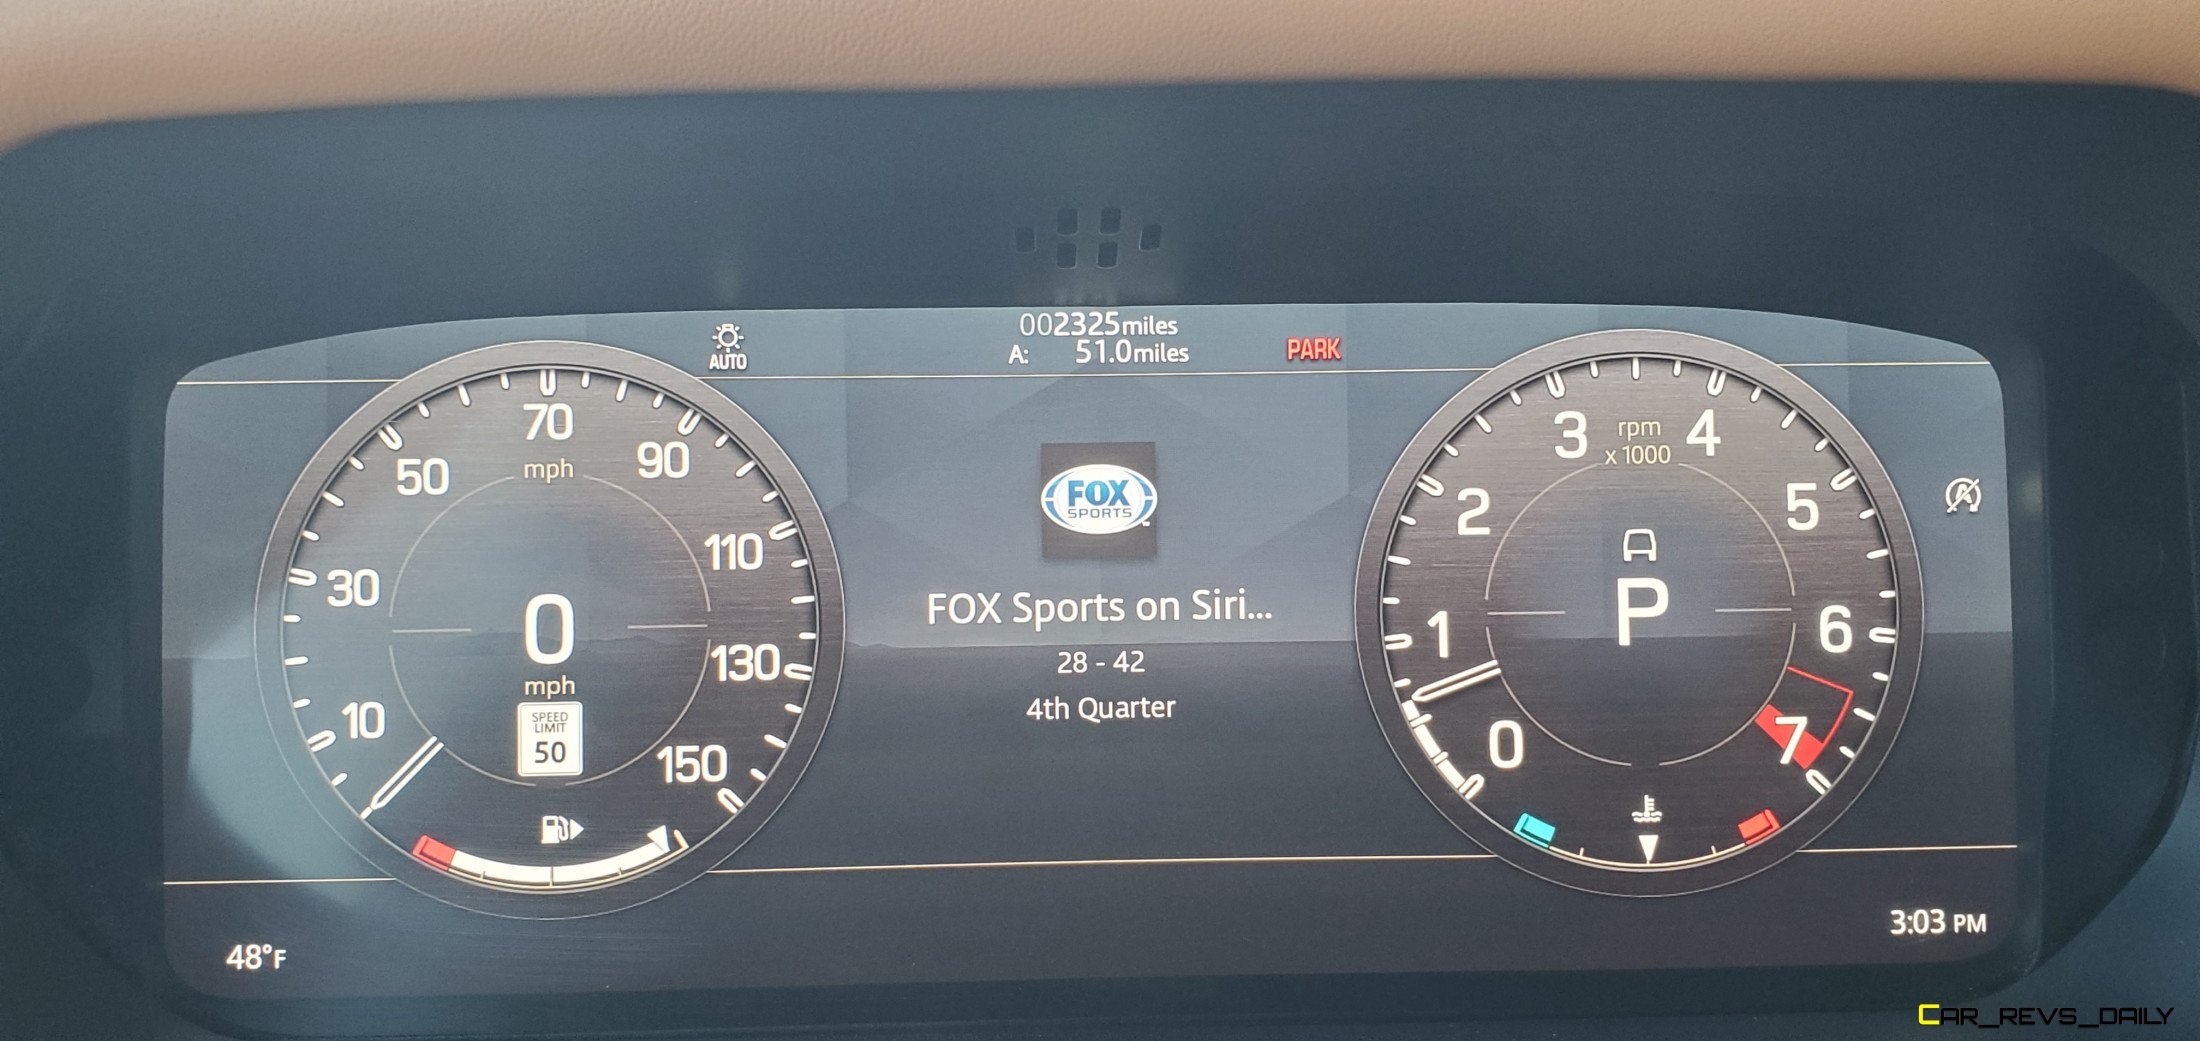 002325miles
A: 51.0miles
PARK
AUTO
10
30
50
70
90
110
130
150
mph
0
mph
SPEED
LIMIT
50
FOX
SPORTS
™
FOX Sports on Siri...
28 - 42
4th Quarter
0
1
2
3
4
5
6
7
rpm
x 1000
P
A
48°F
3:03 PM
CAR_REVS_DAILY